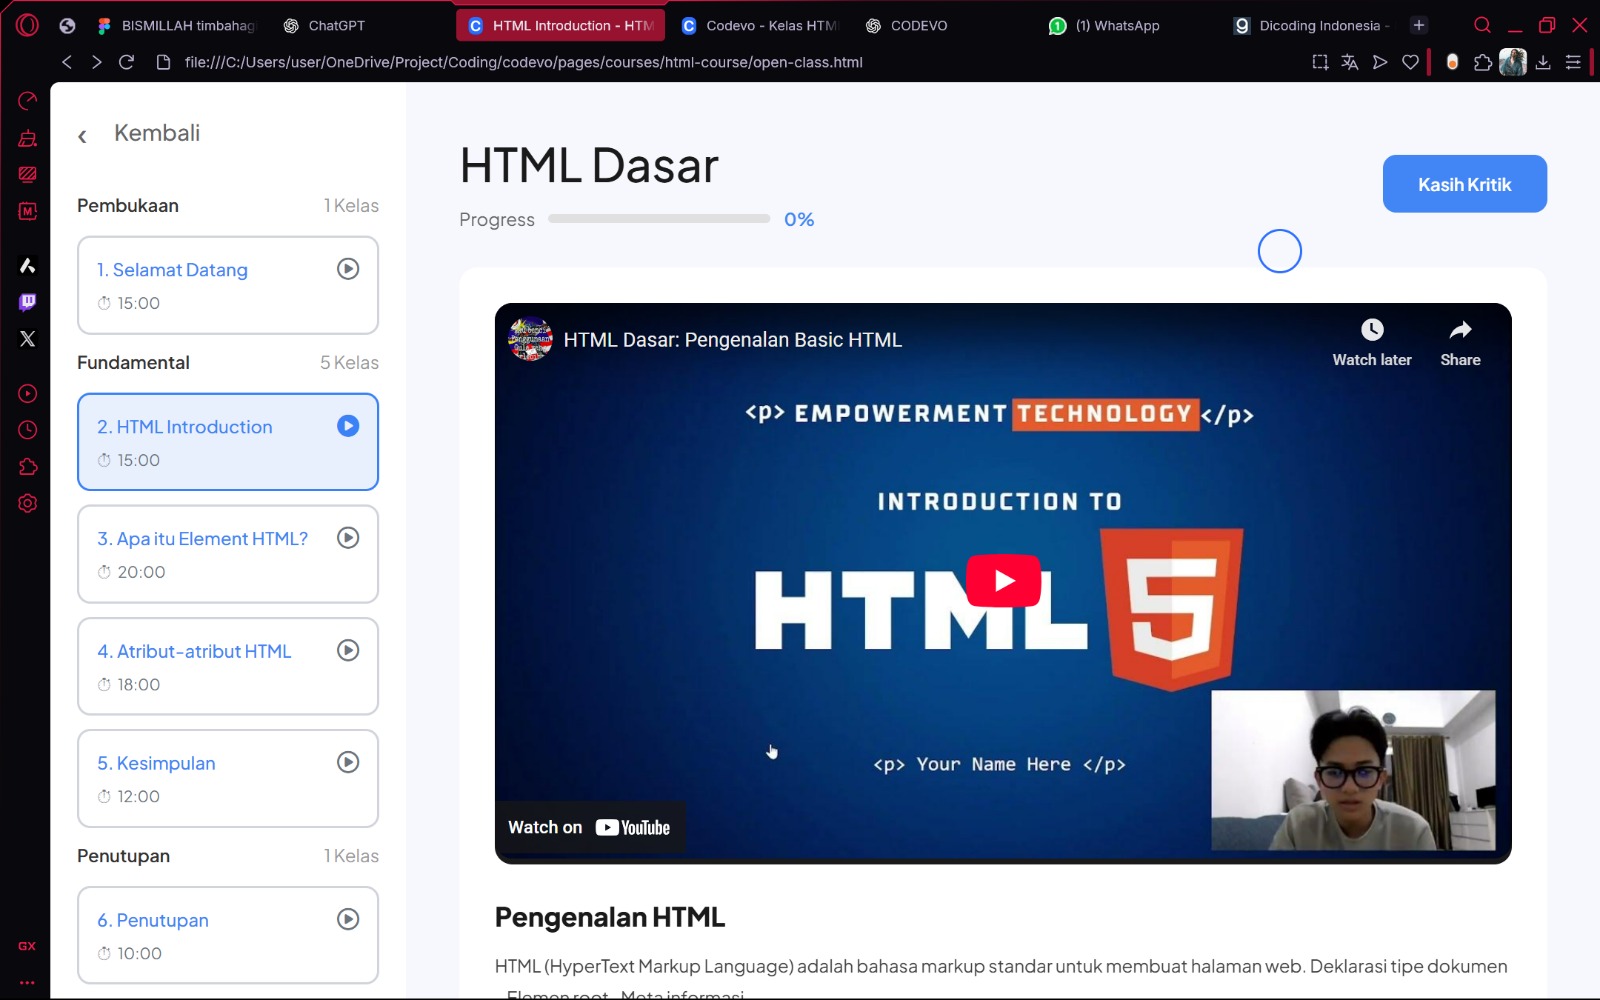 BISMILLAH timbahag
ChatGPT
HTML Introduction - HTM
Codevo - Kelas HTM
CODEVO
(1) WhatsApp
Dicoding Indonesia -
file:///C:/Users/user/OneDrive/Project/Coding/codevo/pages/courses/html-course/open-class.html
Kembali
Pembukaan 1 Kelas
1. Selamat Datang
15:00
Fundamental 5 Kelas
2. HTML Introduction
15:00
3. Apa itu Element HTML?
20:00
4. Atribut-atribut HTML
18:00
5. Kesimpulan
12:00
Penutupan 1 Kelas
6. Penutupan
10:00
GX
HTML Dasar
Progress 0%
Kasih Kritik
HTML Dasar: Pengenalan Basic HTML
Watch later
Share
<p> EMPOWERMENT TECHNOLOGY </p>
INTRODUCTION TO
HTML 5
<p> Your Name Here </p>
Watch on YouTube
Pengenalan HTML
HTML (HyperText Markup Language) adalah bahasa markup standar untuk membuat halaman web. Deklarasi tipe dokumen
, Elemen root , Meta informasi